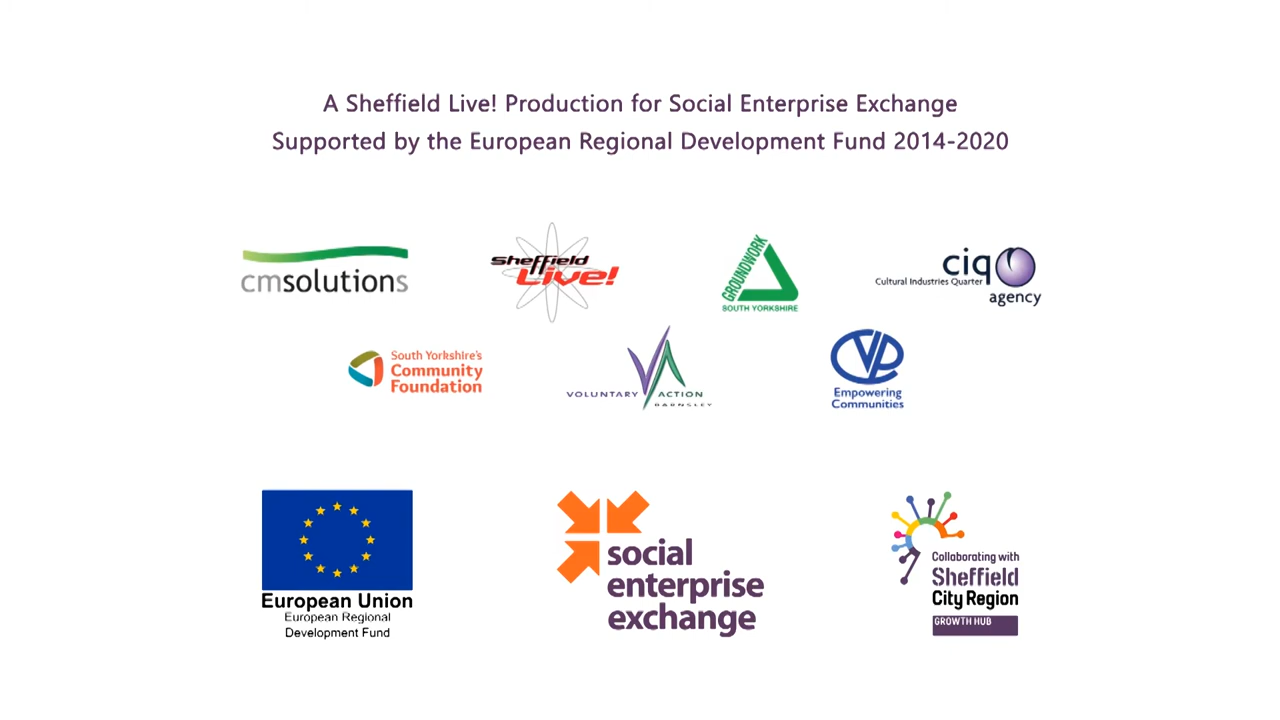 A Sheffield Live! Production for Social Enterprise Exchange
Supported by the European Regional Development Fund 2014-2020
cmsolutions
Sheffield
Live!
GROUNDWORK
SOUTH YORKSHIRE
ciq
Cultural Industries Quarter
agency
South Yorkshire's
Community
Foundation
VOLUNTARY ACTION
BARNSLEY
VP
Empowering
Communities
European Union
European Regional
Development Fund
social
enterprise
exchange
Collaborating with
Sheffield
City Region
GROWTH HUB